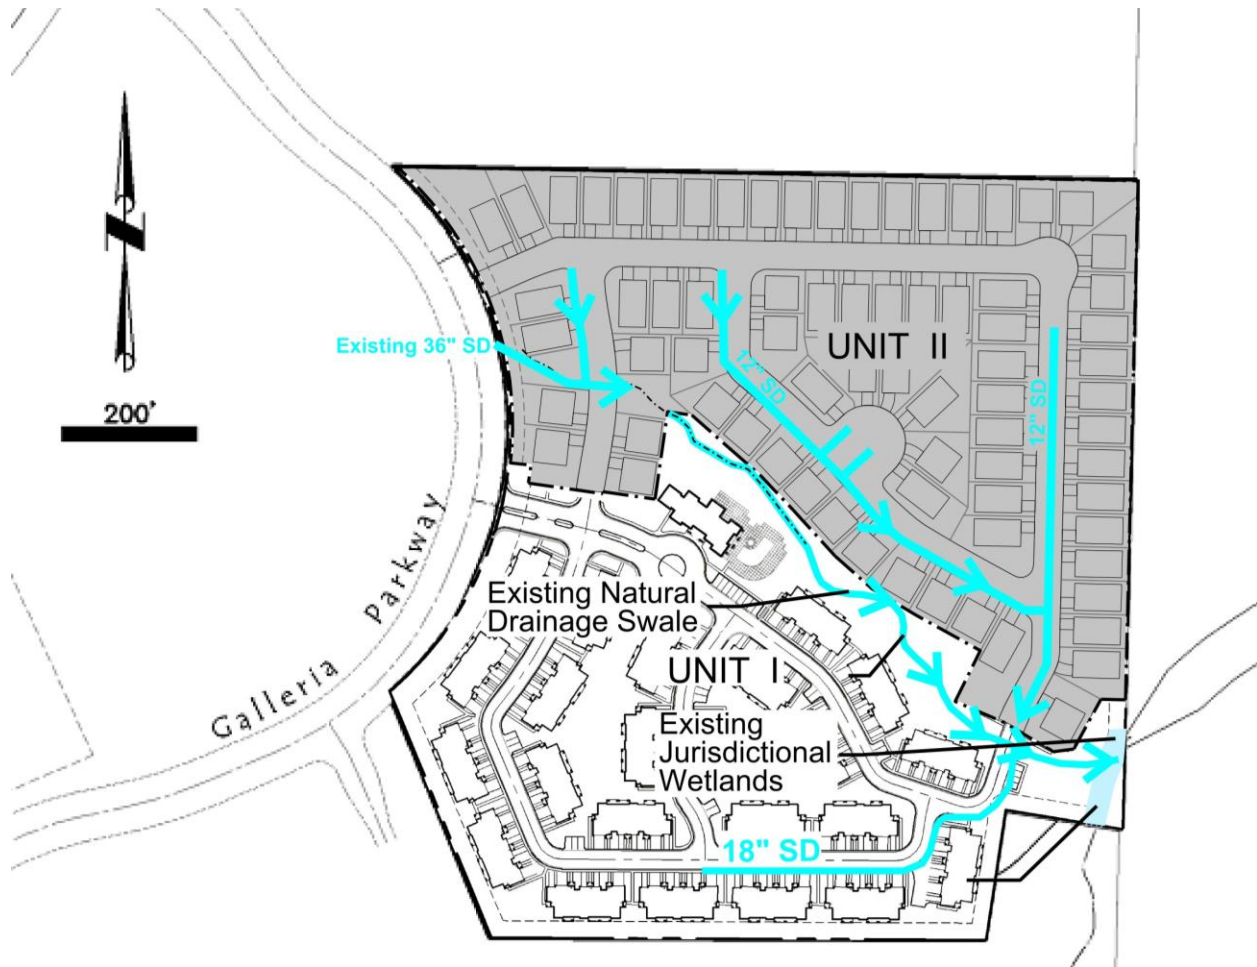 UNIT II
Existing 36" SD
12" SD
12" SD
200'
Galleria Parkway
Existing Natural
Drainage Swale
UNIT I
Existing
Jurisdictional
Wetlands
18" SD